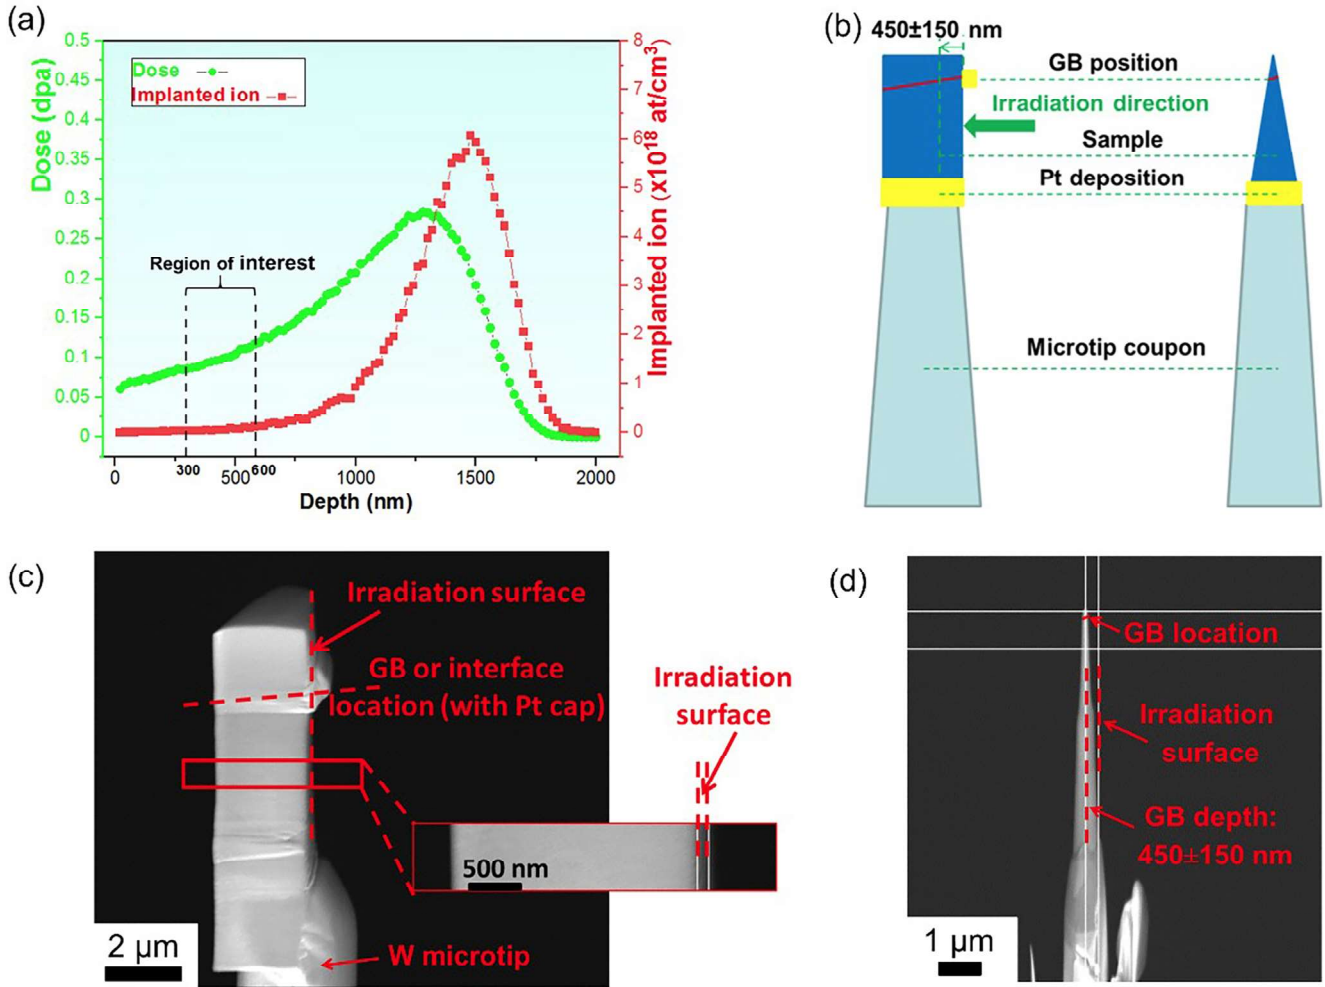 (a)
Dose (dpa)
0.5
0.45
0.4
0.35
0.3
0.25
0.2
0.15
0.1
0.05
0
Dose
Implanted ion
Region of interest
8
7
6
5
4
3
2
1
0
Implanted ion (x10¹⁸ at/cm³)
0
300
500
600
1000
1500
2000
Depth (nm)
(b)
450±150 nm
GB position
Irradiation direction
Sample
Pt deposition
Microtip coupon
(c)
Irradiation surface
GB or interface
location (with Pt cap)
Irradiation
surface
500 nm
W microtip
2 μm
(d)
GB location
Irradiation
surface
GB depth:
450±150 nm
1 μm